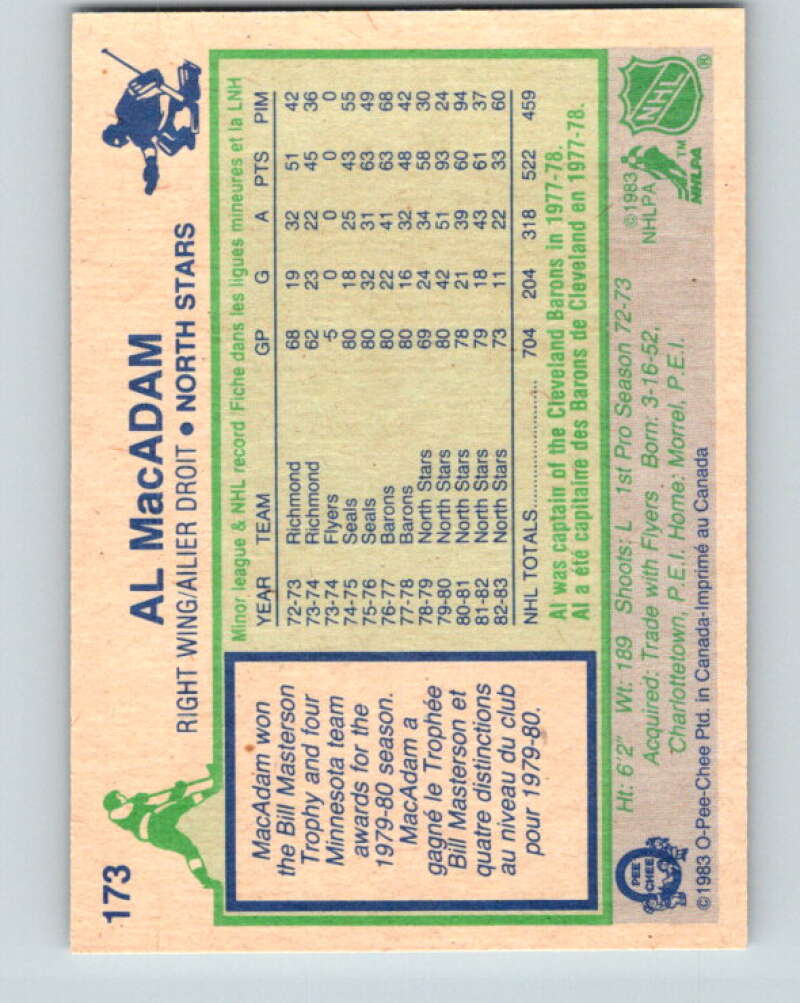 173
AL MacADAM
RIGHT WING/AILIER DROIT • NORTH STARS
MacAdam won
the Bill Masterson
Trophy and four
Minnesota team
awards for the
1979-80 season.
MacAdam a
gagné le Trophée
Bill Masterson et
quatre distinctions
au niveau du club
pour 1979-80.
Minor league & NHL record / Fiche dans les ligues mineures et la LNH
YEAR TEAM GP G A PTS PIM
72-73 Richmond 68 19 32 51 42
73-74 Richmond 62 23 22 45 36
73-74 Flyers 5 0 0 0 0
74-75 Seals 80 18 25 43 55
75-76 Seals 80 32 31 63 49
76-77 Barons 80 22 41 63 68
77-78 Barons 80 16 32 48 42
78-79 North Stars 69 24 34 58 30
79-80 North Stars 80 42 51 93 24
80-81 North Stars 78 21 39 60 94
81-82 North Stars 79 18 43 61 37
82-83 North Stars 73 11 22 33 60
NHL TOTALS.................... 704 204 318 522 459
Al was captain of the Cleveland Barons in 1977-78.
Al a été capitaine des Barons de Cleveland en 1977-78.
Ht: 6'2" Wt: 189 Shoots: L 1st Pro Season 72-73
Acquired: Trade with Flyers Born: 3-16-52,
Charlottetown, P.E.I. Home: Morrel, P.E.I.
©1983
NHLPA
NHLPA
TM
NHL
®
O
PEE
CHEE
©1983 O-Pee-Chee Ptd. in Canada-Imprimé au Canada